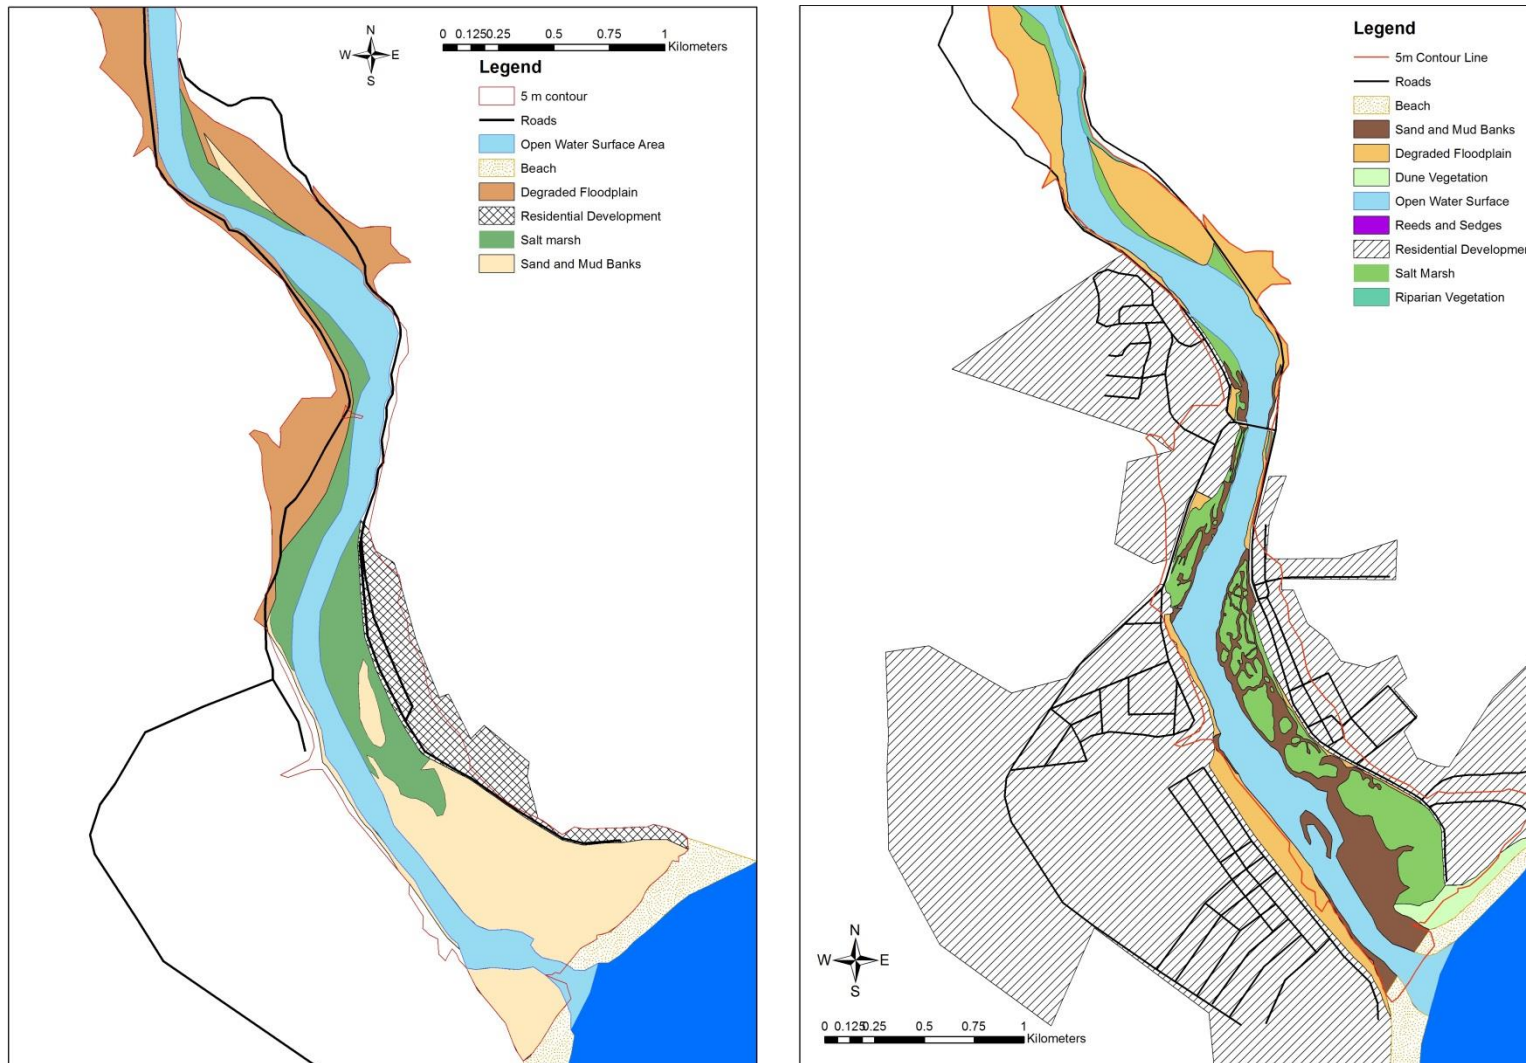 N
W E
S
0 0.1250.25 0.5 0.75 1
Kilometers
Legend
5 m contour
Roads
Open Water Surface Area
Beach
Degraded Floodplain
Residential Development
Salt marsh
Sand and Mud Banks
Legend
5m Contour Line
Roads
Beach
Sand and Mud Banks
Degraded Floodplain
Dune Vegetation
Open Water Surface
Reeds and Sedges
Residential Developmen
Salt Marsh
Riparian Vegetation
N
W E
S
0 0.1250.25 0.5 0.75 1
Kilometers